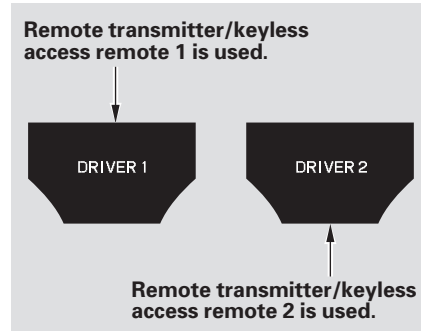 Remote transmitter/keyless
access remote 1 is used.
DRIVER 1
DRIVER 2
Remote transmitter/keyless
access remote 2 is used.